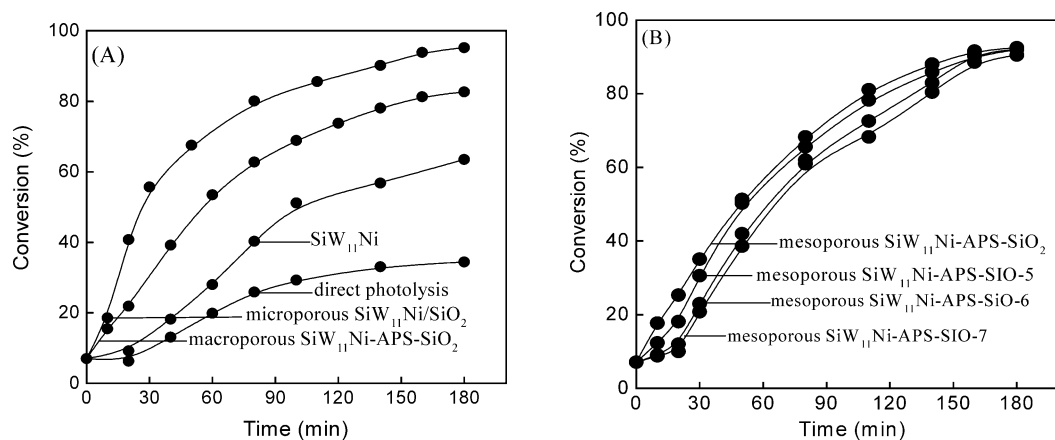 (A)
100
80
60
40
20
0
Conversion (%)
SiW₁₁Ni
direct photolysis
microporous SiW₁₁Ni/SiO₂
macroporous SiW₁₁Ni-APS-SiO₂
0 30 60 90 120 150 180
Time (min)
(B)
100
80
60
40
20
0
Conversion (%)
mesoporous SiW₁₁Ni-APS-SiO₂
mesoporous SiW₁₁Ni-APS-SIO-5
mesoporous SiW₁₁Ni-APS-SiO-6
mesoporous SiW₁₁Ni-APS-SIO-7
0 30 60 90 120 150 180
Time (min)